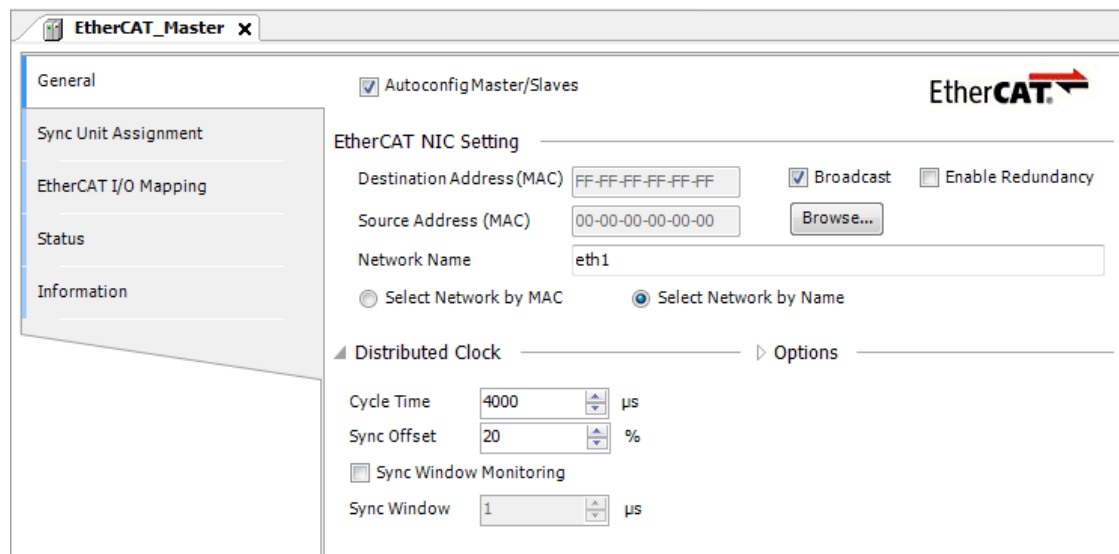 EtherCAT_Master x
General
Autoconfig Master/Slaves
EtherCAT®
Sync Unit Assignment
EtherCAT NIC Setting
EtherCAT I/O Mapping
Destination Address (MAC) FF-FF-FF-FF-FF-FF Broadcast Enable Redundancy
Source Address (MAC) 00-00-00-00-00-00 Browse...
Status
Network Name eth1
Information
Select Network by MAC Select Network by Name
Distributed Clock Options
Cycle Time 4000 µs
Sync Offset 20 %
Sync Window Monitoring
Sync Window 1 µs